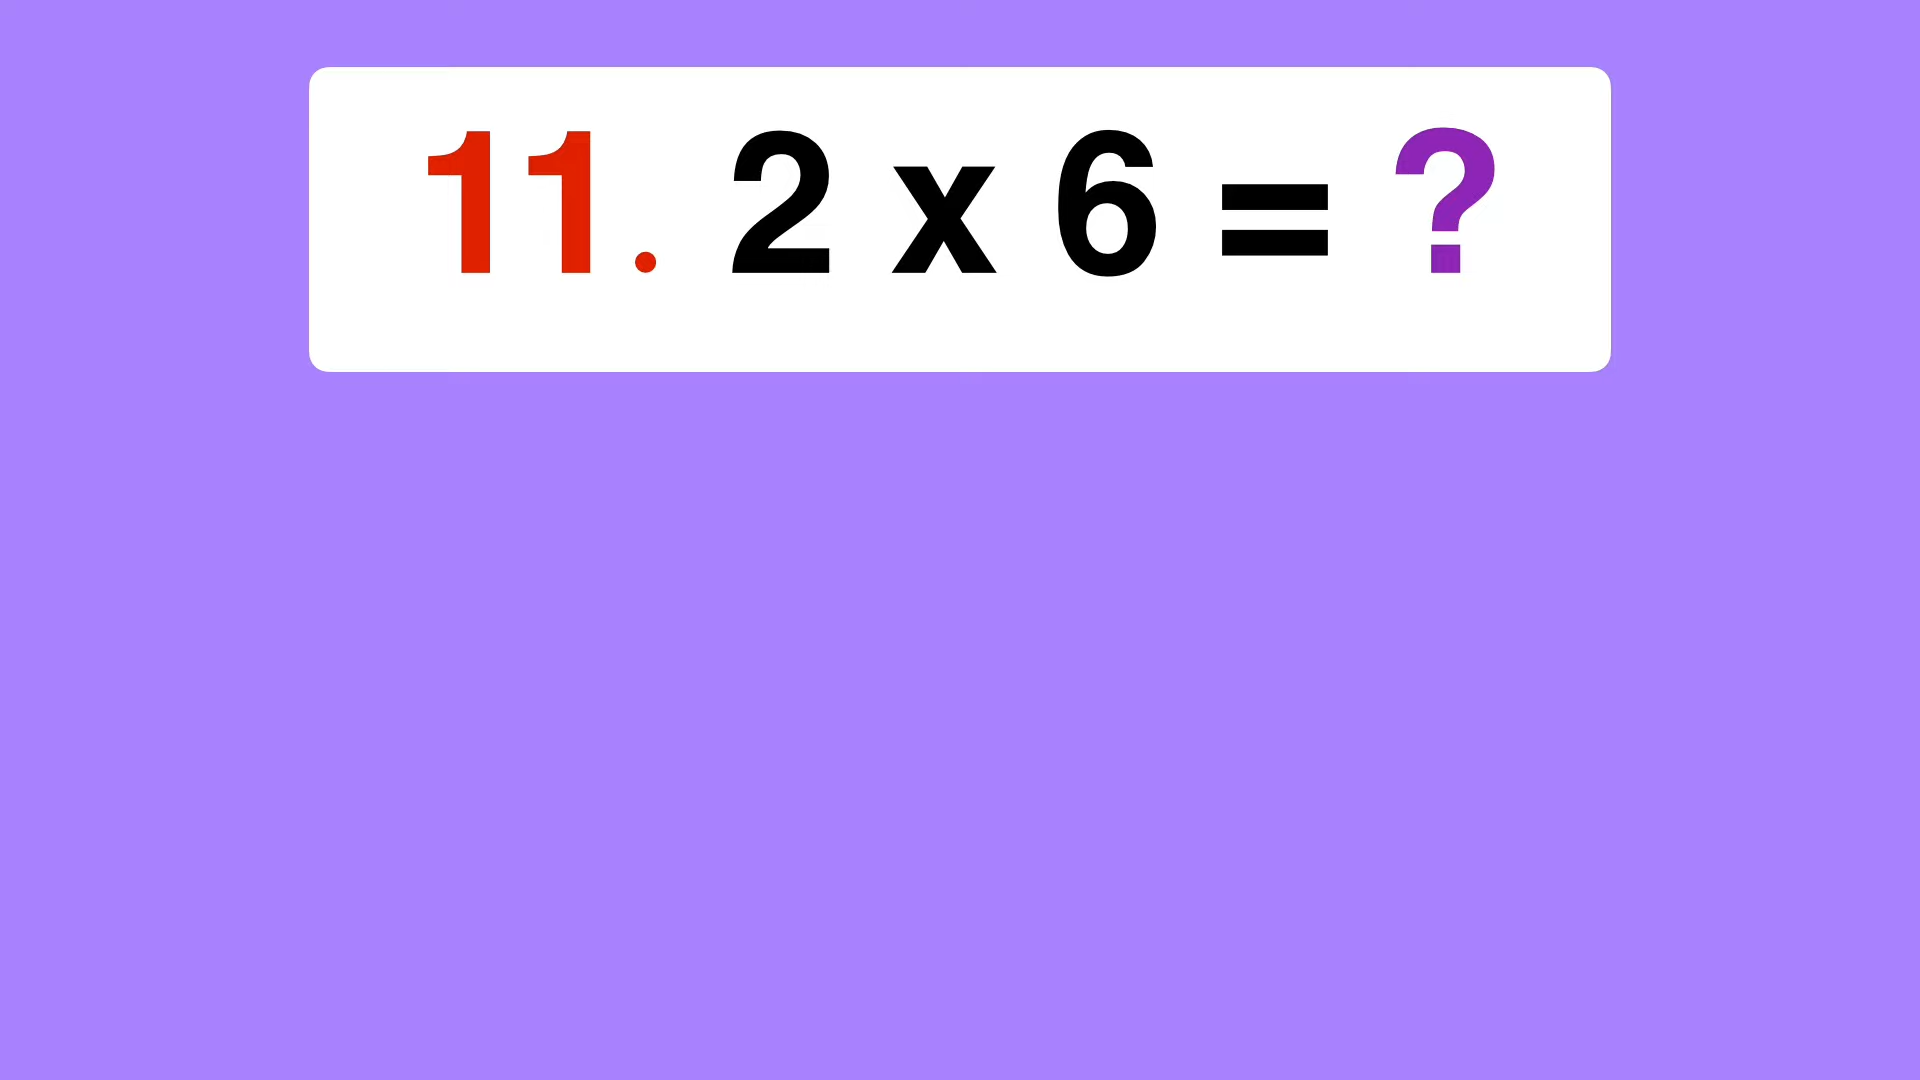 11. 2 x 6 = ?